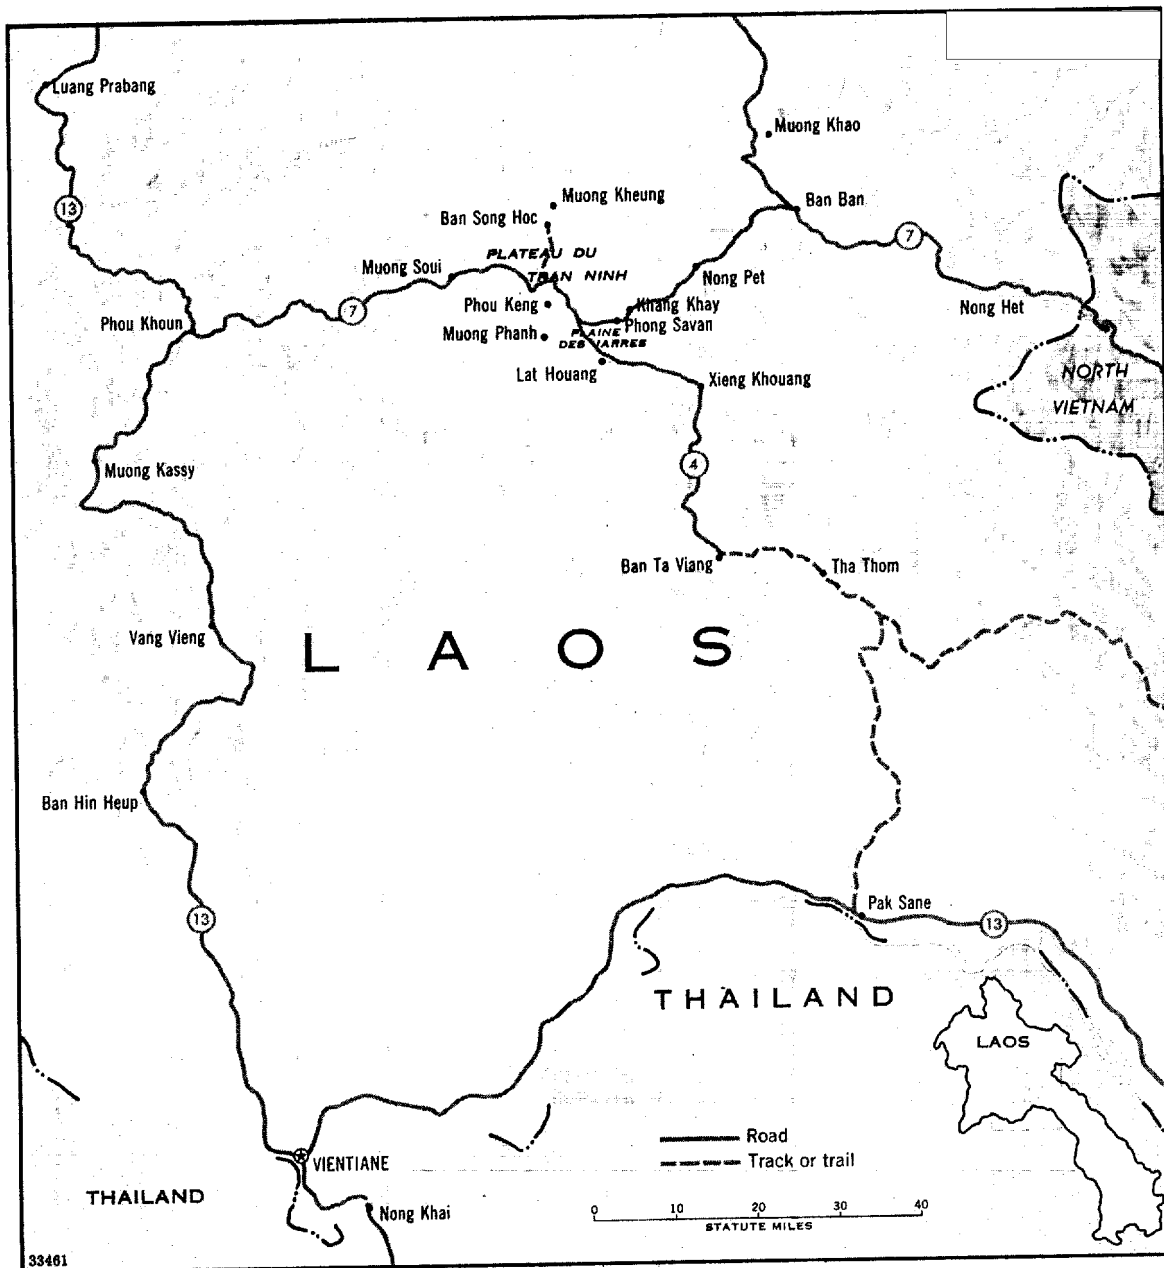 Luang Prabang
Muong Khao
13
Muong Kheung
Ban Song Hoc
Ban Ban
7
PLATEAU DU
TRAN NINH
Muong Soui
Nong Pet
7
Phou Keng
Khang Khay
Nong Het
Phou Khoun
Phong Savan
Muong Phanh
PLAINE
DES JARRES
Lat Houang
Xieng Khouang
NORTH
VIETNAM
Muong Kassy
4
Ban Ta Viang
Tha Thom
Vang Vieng
LAOS
Ban Hin Heup
13
Pak Sane
13
THAILAND
LAOS
Road
Track or trail
VIENTIANE
THAILAND
Nong Khai
0 10 20 30 40
STATUTE MILES
33461